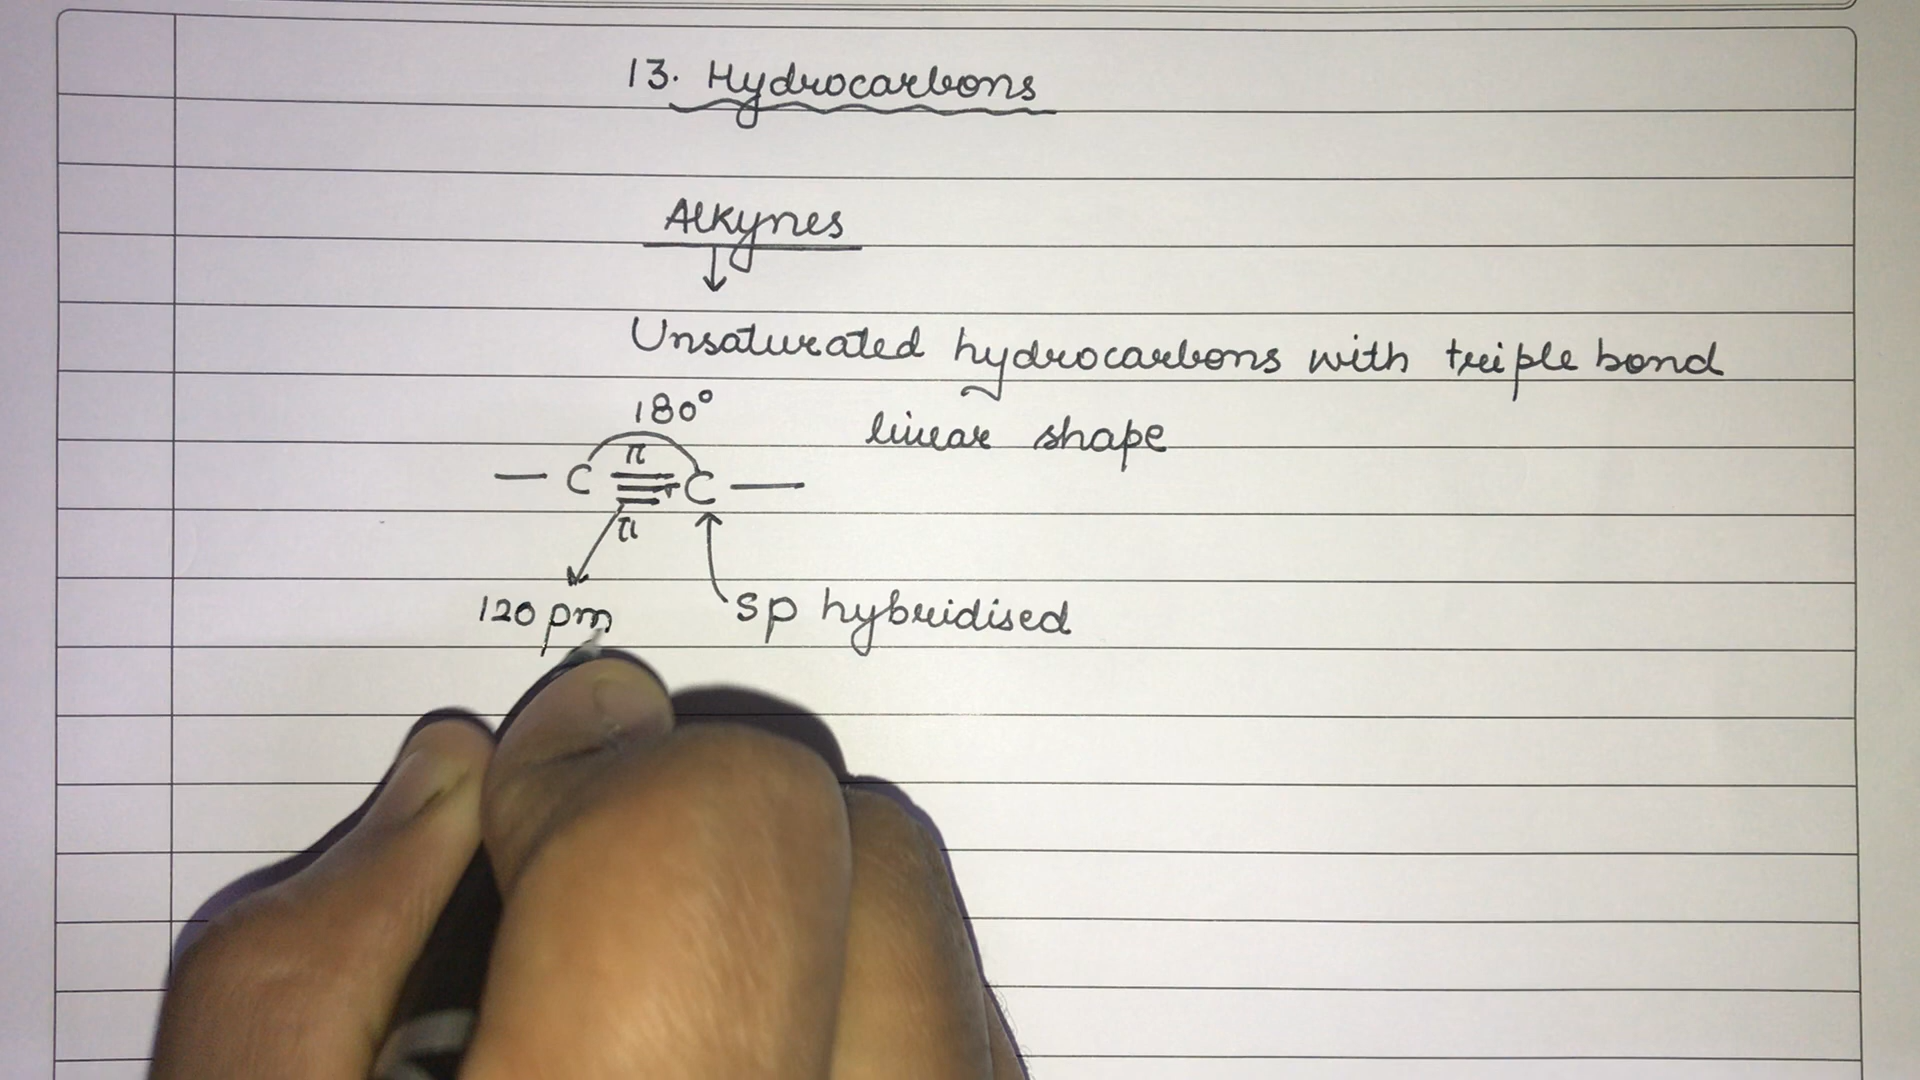 13. Hydrocarbons
Alkynes
Unsaturated hydrocarbons with triple bond
180°
linear shape
π
— C ≡ C —
π
120 pm
sp hybridised